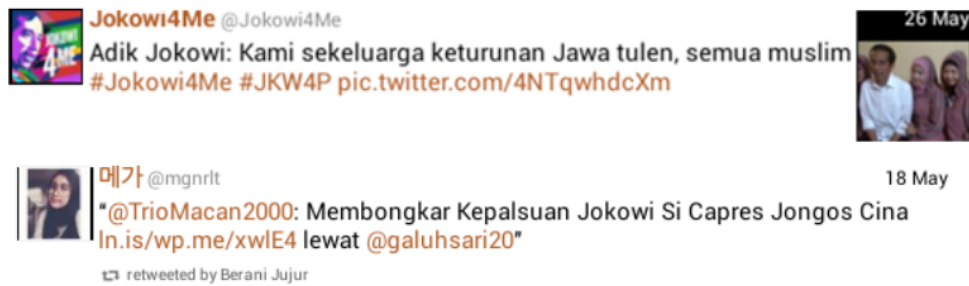 Jokowi4Me @Jokowi4Me
26 May
Adik Jokowi: Kami sekeluarga keturunan Jawa tulen, semua muslim
#Jokowi4Me #JKW4P pic.twitter.com/4NTqwhdcXm
JOKOWI
4ME
메가 @mgnrlt
18 May
“@TrioMacan2000: Membongkar Kepalsuan Jokowi Si Capres Jongos Cina
ln.is/wp.me/xwlE4 lewat @galuhsari20”
retweeted by Berani Jujur